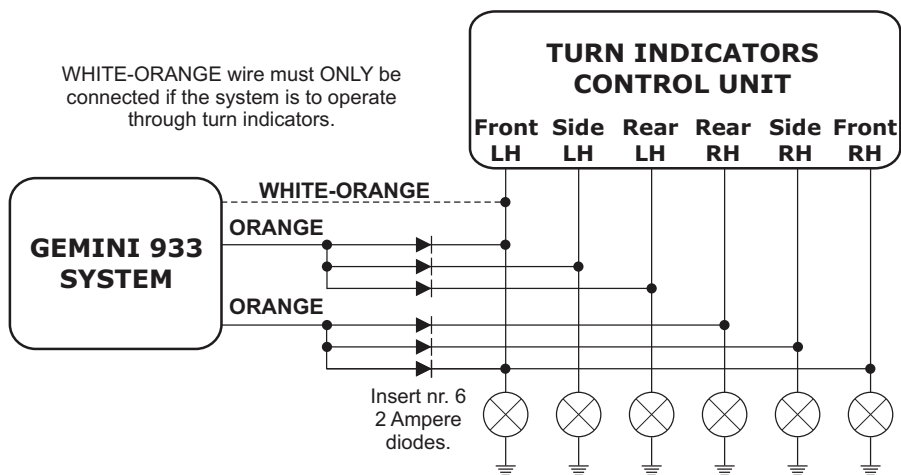 WHITE-ORANGE wire must ONLY be
connected if the system is to operate
through turn indicators.
TURN INDICATORS
CONTROL UNIT
Front Side Rear Rear Side Front
LH LH LH RH RH RH
WHITE-ORANGE
ORANGE
GEMINI 933
SYSTEM
ORANGE
Insert nr. 6
2 Ampere
diodes.